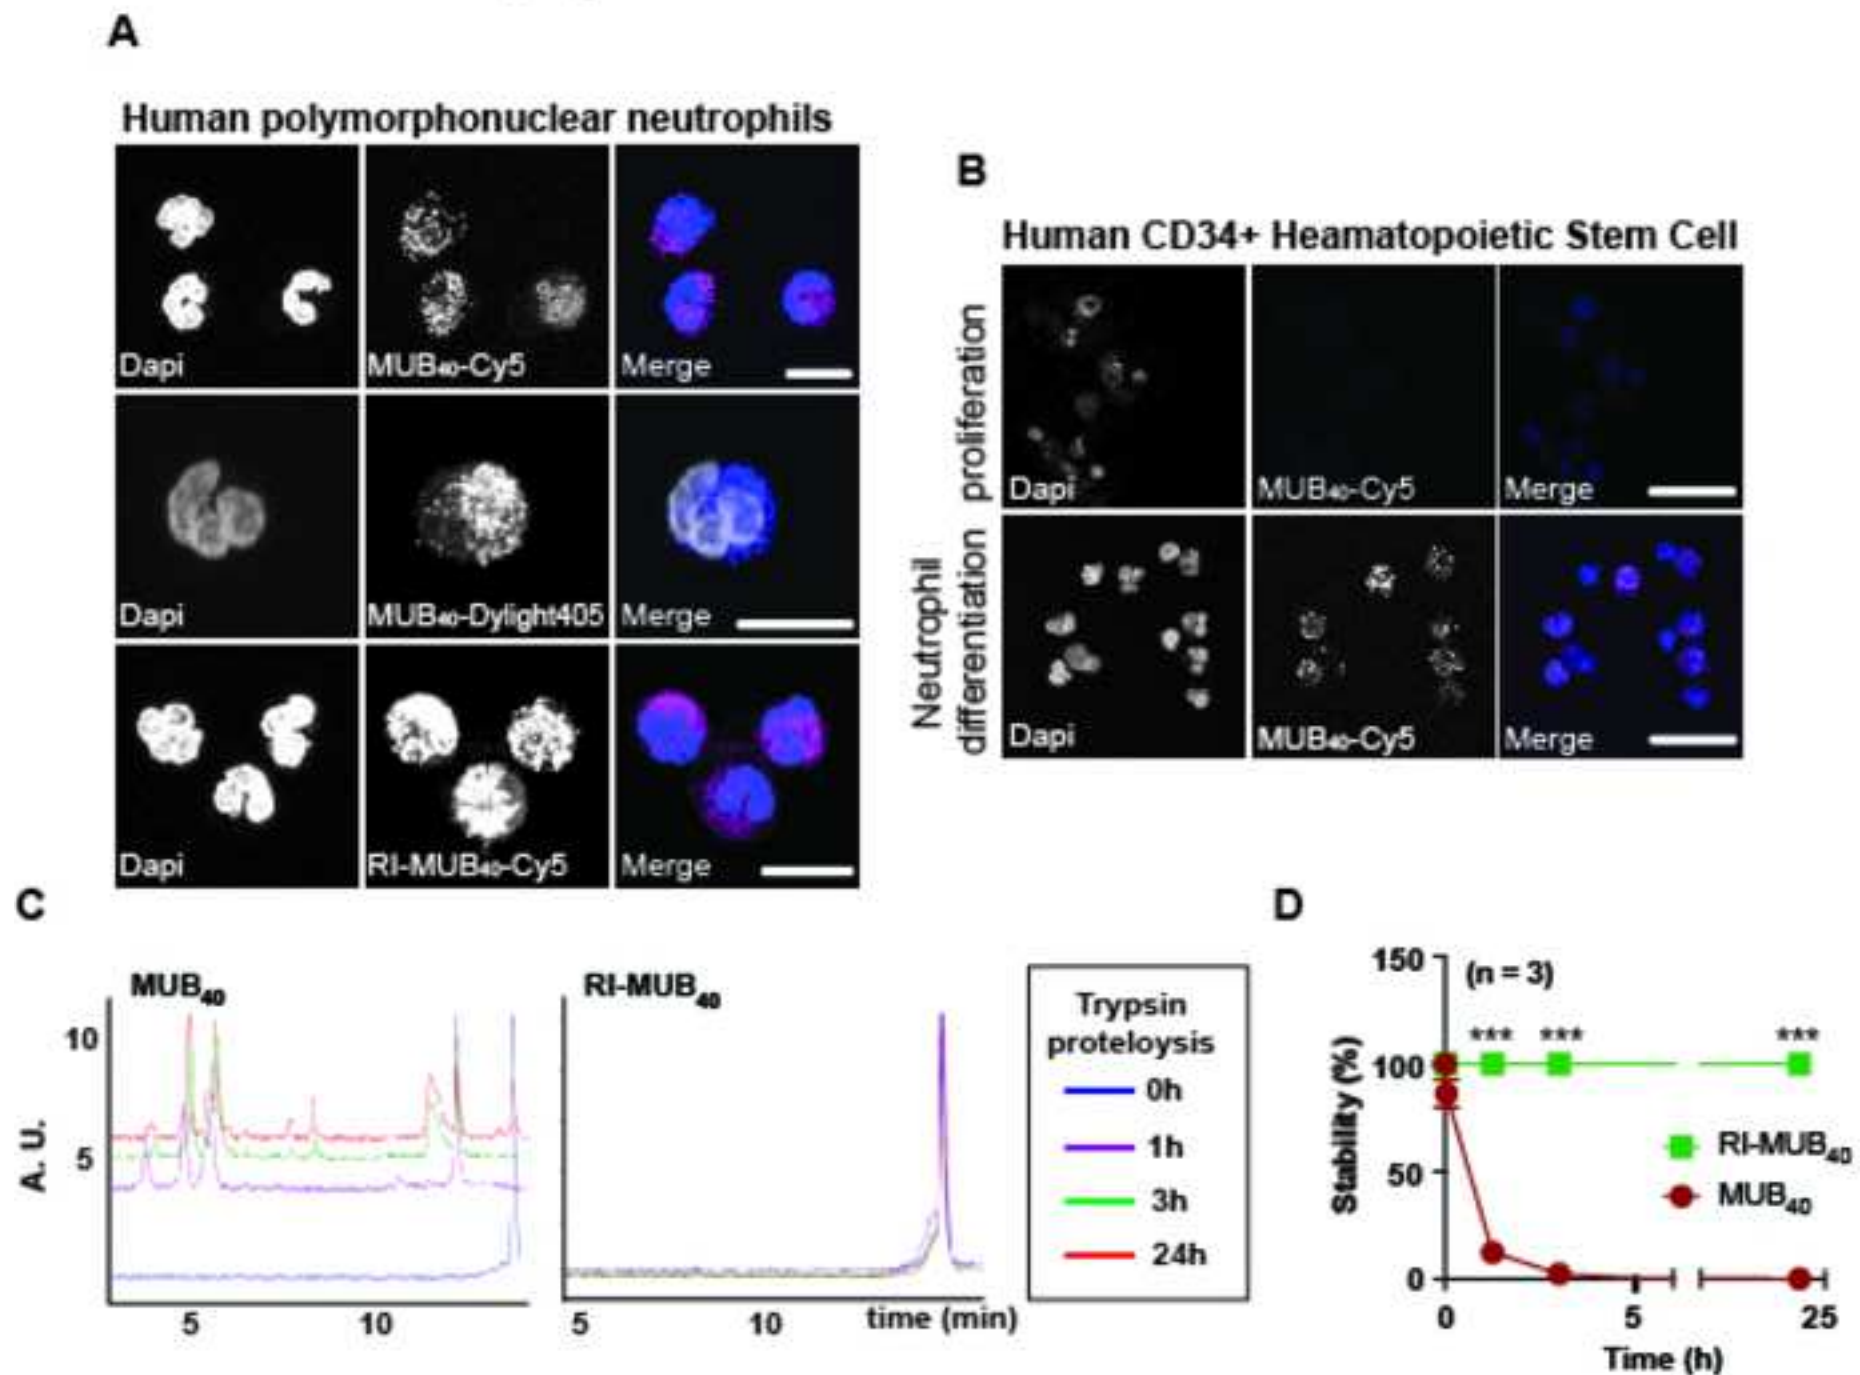 A
Human polymorphonuclear neutrophils
Dapi
MUB₄₀-Cy5
Merge
Dapi
MUB₄₀-Dylight405
Merge
Dapi
RI-MUB₄₀-Cy5
Merge
B
Human CD34+ Heamatopoietic Stem Cell
proliferation
Dapi
MUB₄₀-Cy5
Merge
Neutrophil
differentiation
Dapi
MUB₄₀-Cy5
Merge
C
MUB₄₀
A. U.
10
5
5
10
RI-MUB₄₀
5
10
time (min)
Trypsin
proteloysis
0h
1h
3h
24h
D
(n = 3)
*** *** ***
Stability (%)
150
100
50
0
RI-MUB₄₀
MUB₄₀
0
5
25
Time (h)